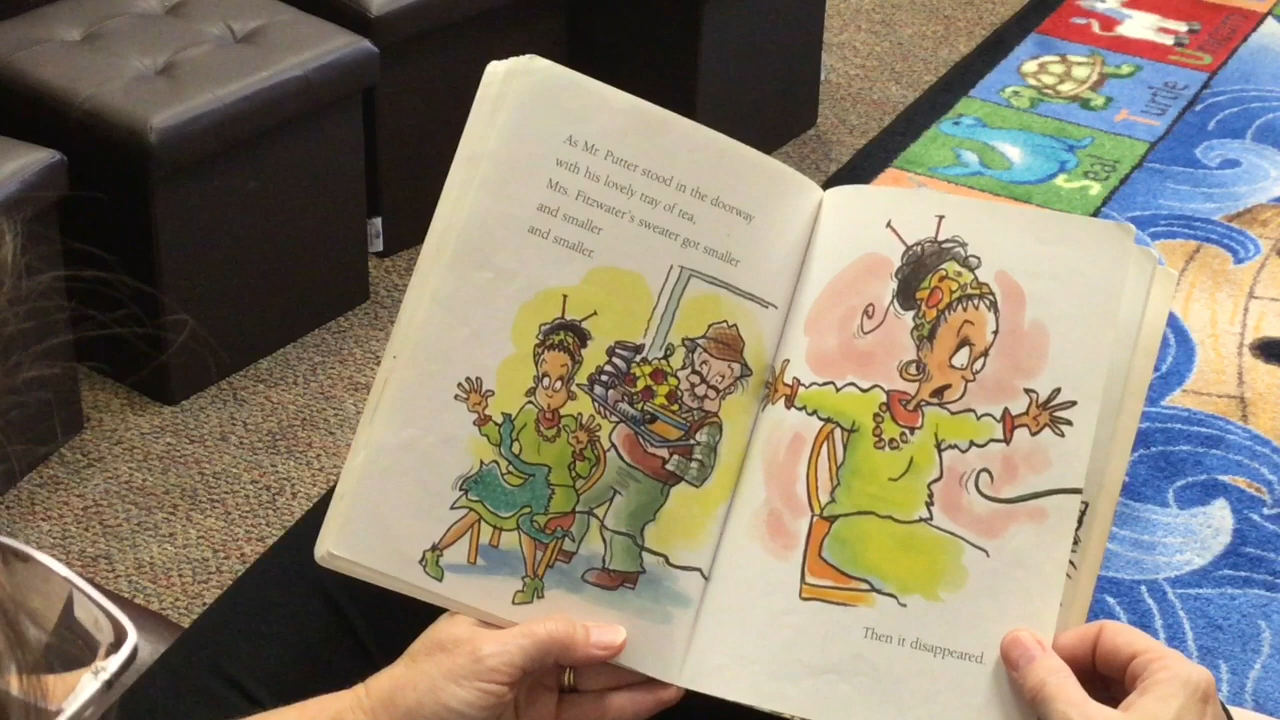 As Mr. Putter stood in the doorway
with his lovely tray of tea,
Mrs. Fitzwater's sweater got smaller
and smaller
and smaller.
Then it disappeared.
Unicorn
Turtle
Seal